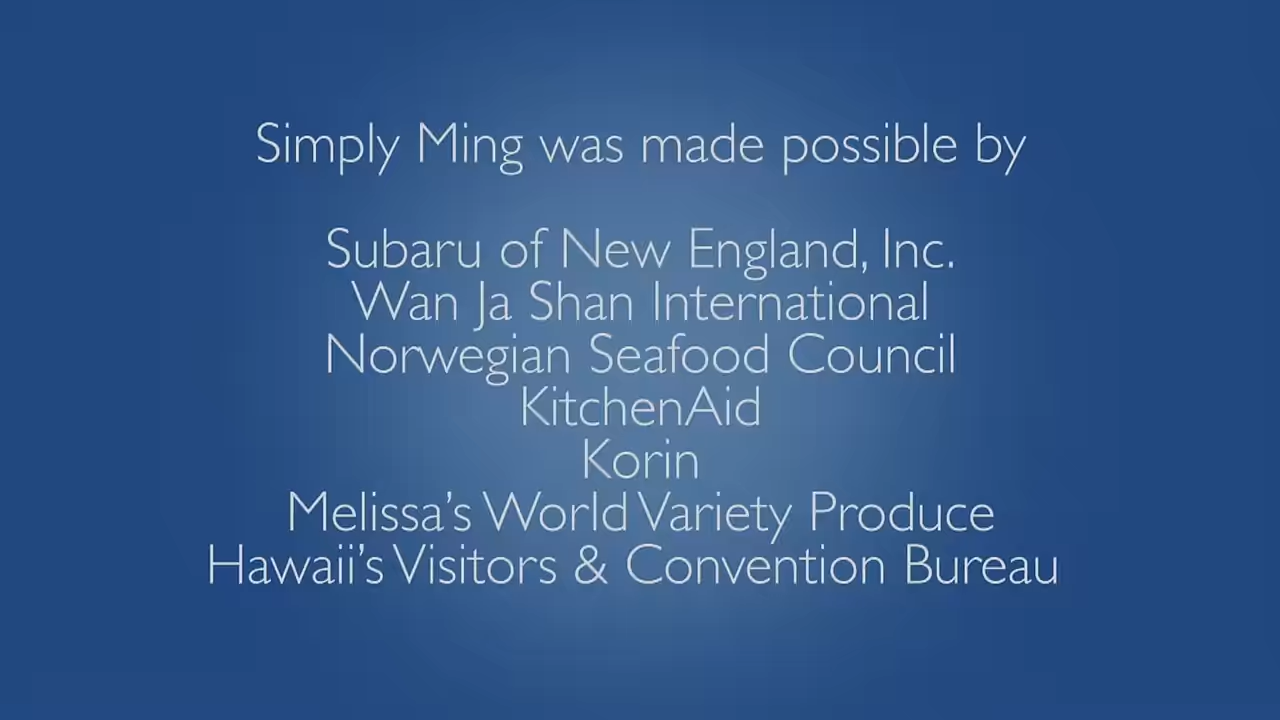 Simply Ming was made possible by
Subaru of New England, Inc.
Wan Ja Shan International
Norwegian Seafood Council
KitchenAid
Korin
Melissa’s World Variety Produce
Hawaii’s Visitors & Convention Bureau